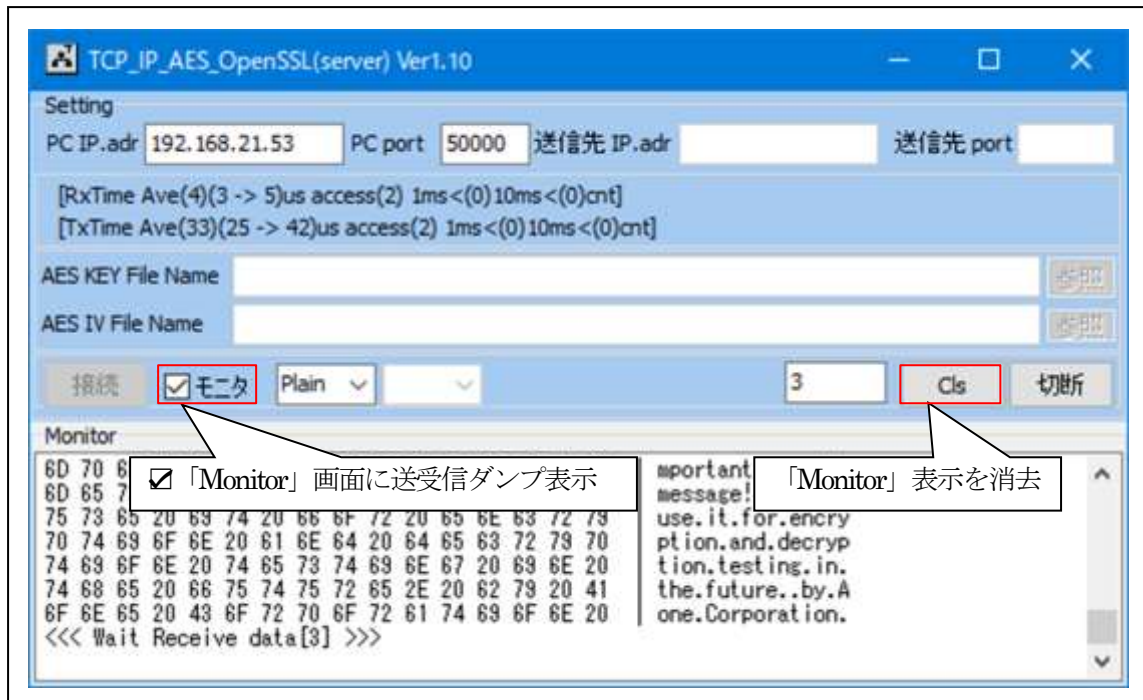 TCP_IP_AES_OpenSSL(server) Ver1.10
Setting
PC IP.adr 192.168.21.53 PC port 50000 送信先 IP.adr 送信先 port
[RxTime Ave(4)(3 -> 5)us access(2) 1ms<(0)10ms<(0)cnt]
[TxTime Ave(33)(25 -> 42)us access(2) 1ms<(0)10ms<(0)cnt]
AES KEY File Name 参照
AES IV File Name 参照
接続 ☑モニタ Plain 3 Cls 切断
Monitor
☑「Monitor」画面に送受信ダンプ表示
「Monitor」表示を消去
6D 70 mportant
6D 65 message!
75 73 65 20 69 74 20 66 6F 72 20 65 6E 63 72 79 | use.it.for.encry
70 74 69 6F 6E 20 61 6E 64 20 64 65 63 72 79 70 | ption.and.decryp
74 69 6F 6E 20 74 65 73 74 69 6E 67 20 69 6E 20 | tion.testing.in.
74 68 65 20 66 75 74 75 72 65 2E 20 62 79 20 41 | the.future..by.A
6F 6E 65 20 43 6F 72 70 6F 72 61 74 69 6F 6E 20 | one.Corporation.
<<< Wait Receive data[3] >>>